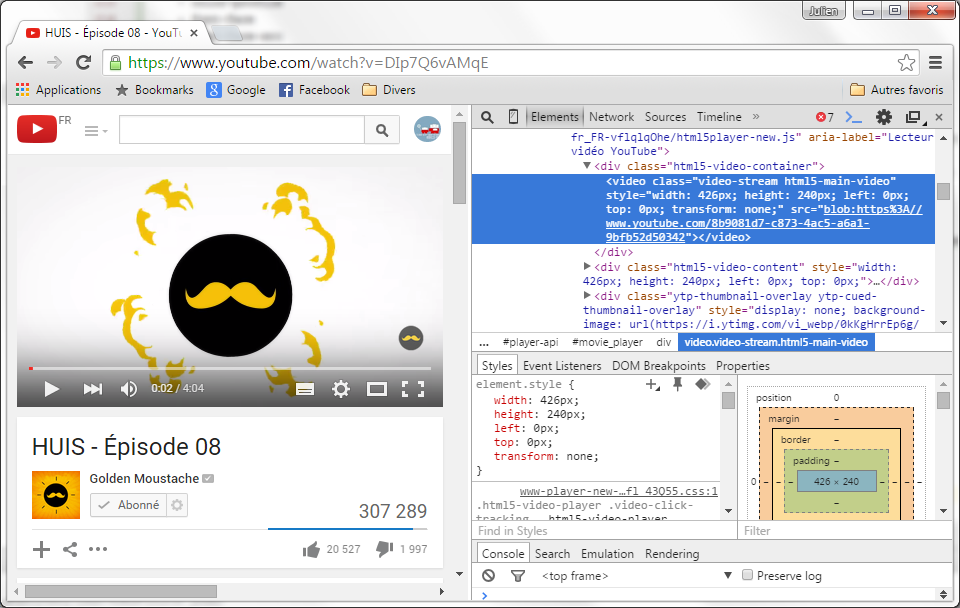 Julien
HUIS - Épisode 08 - YouTu
https://www.youtube.com/watch?v=DIp7Q6vAMqE
Applications Bookmarks Google Facebook Divers Autres favoris
FR
Elements Network Sources Timeline » 7
fr_FR-vflqlqOhe/html5player-new.js" aria-label="Lecteur
vidéo YouTube">
<div class="html5-video-container">
<video class="video-stream html5-main-video"
style="width: 426px; height: 240px; left: 0px;
top: 0px; transform: none;" src="blob:https%3A//
www.youtube.com/8b9081d7-c873-4ac5-a6a1-
9bfb52d50342"></video>
</div>
<div class="html5-video-content" style="width:
426px; height: 240px; left: 0px; top: 0px;">…</div>
<div class="ytp-thumbnail-overlay ytp-cued-
thumbnail-overlay" style="display: none; background-
image: url(https://i.ytimg.com/vi_webp/0kKgHrrEp6g/
... #player-api #movie_player div video.video-stream.html5-main-video
0:02 / 4:04
HUIS - Épisode 08
Golden Moustache
Abonné
307 289
20 527 1 997
Styles Event Listeners DOM Breakpoints Properties
element.style {
width: 426px;
height: 240px;
left: 0px;
top: 0px;
transform: none;
}
www-player-new-…fl_43Q55.css:1
.html5-video-player .video-click-
tracking, .html5-video-player
Find in Styles
position 0
margin –
border –
padding –
0 – – – 426 × 240 – – – 0
Filter
Console Search Emulation Rendering
<top frame> Preserve log